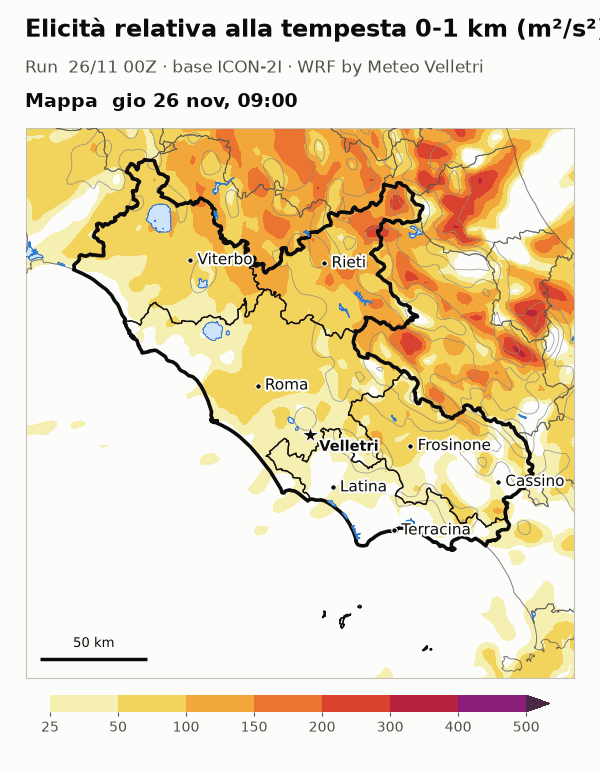 Elicità relativa alla tempesta 0-1 km (m²/s²)
Run  26/11 00Z · base ICON-2I · WRF by Meteo Velletri
Mappa  gio 26 nov, 09:00
Viterbo
Rieti
Roma
Velletri
Frosinone
Cassino
Latina
Terracina
50 km
25 50 100 150 200 300 400 500